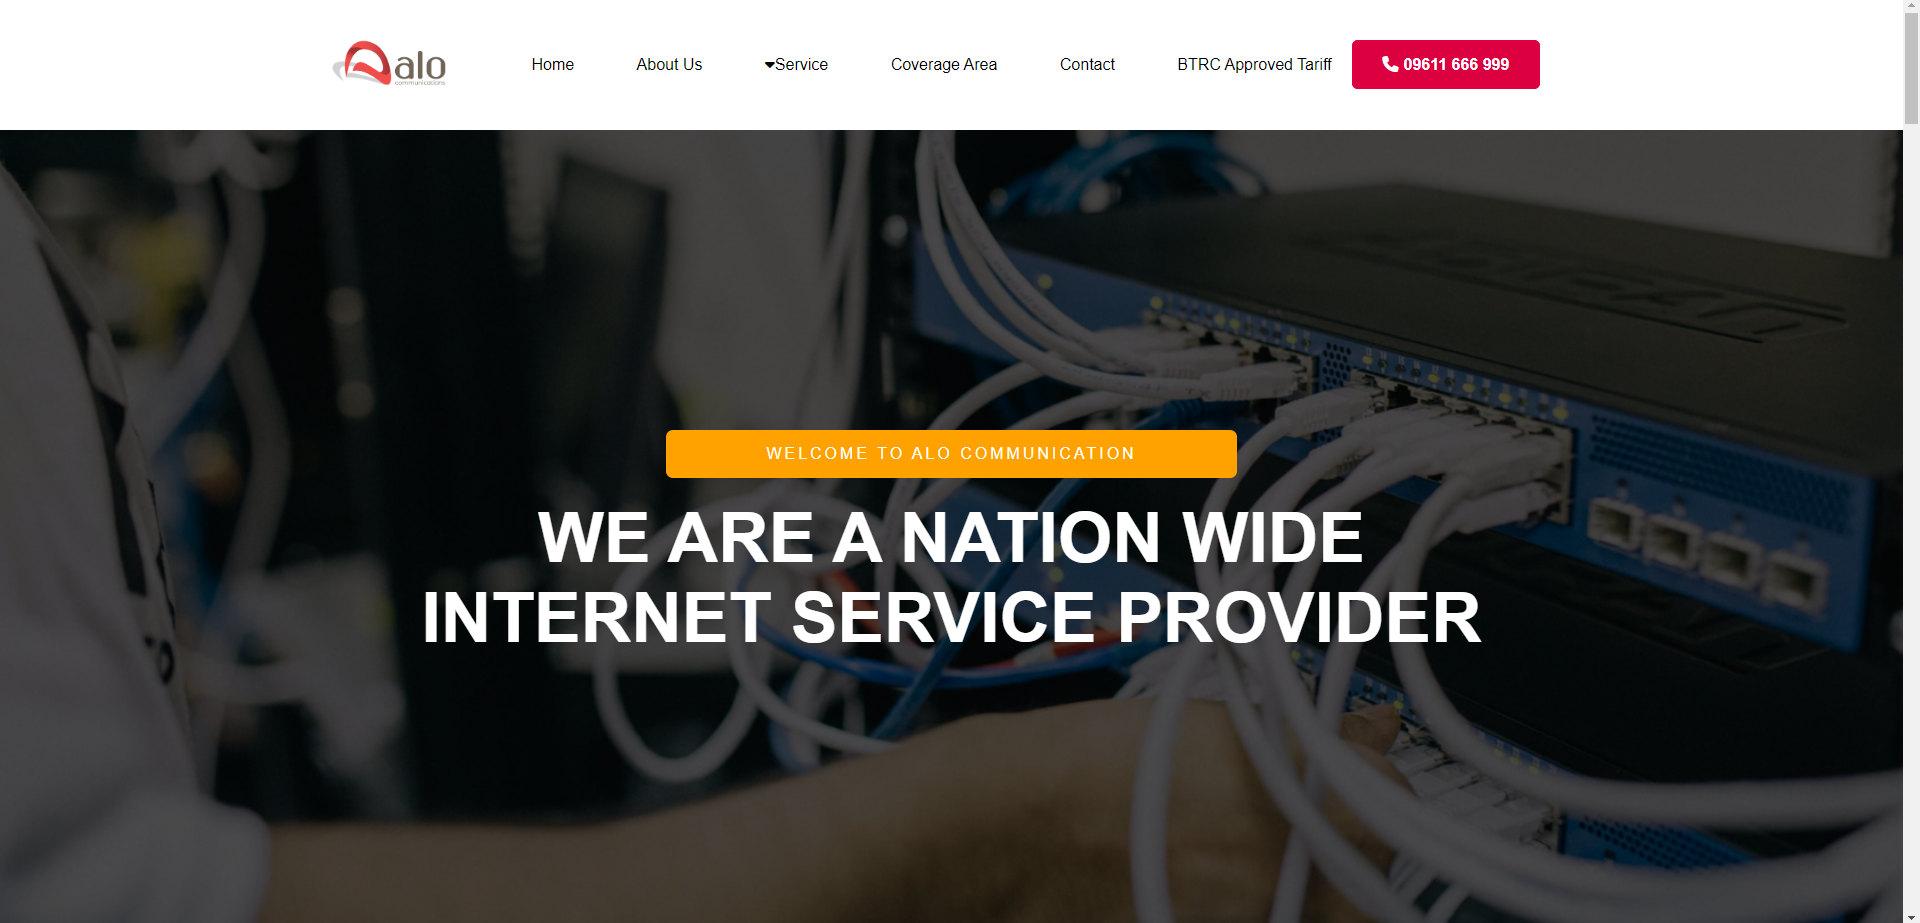 alo
communications
Home
About Us
Service
Coverage Area
Contact
BTRC Approved Tariff
09611 666 999
WELCOME TO ALO COMMUNICATION
WE ARE A NATION WIDE
INTERNET SERVICE PROVIDER